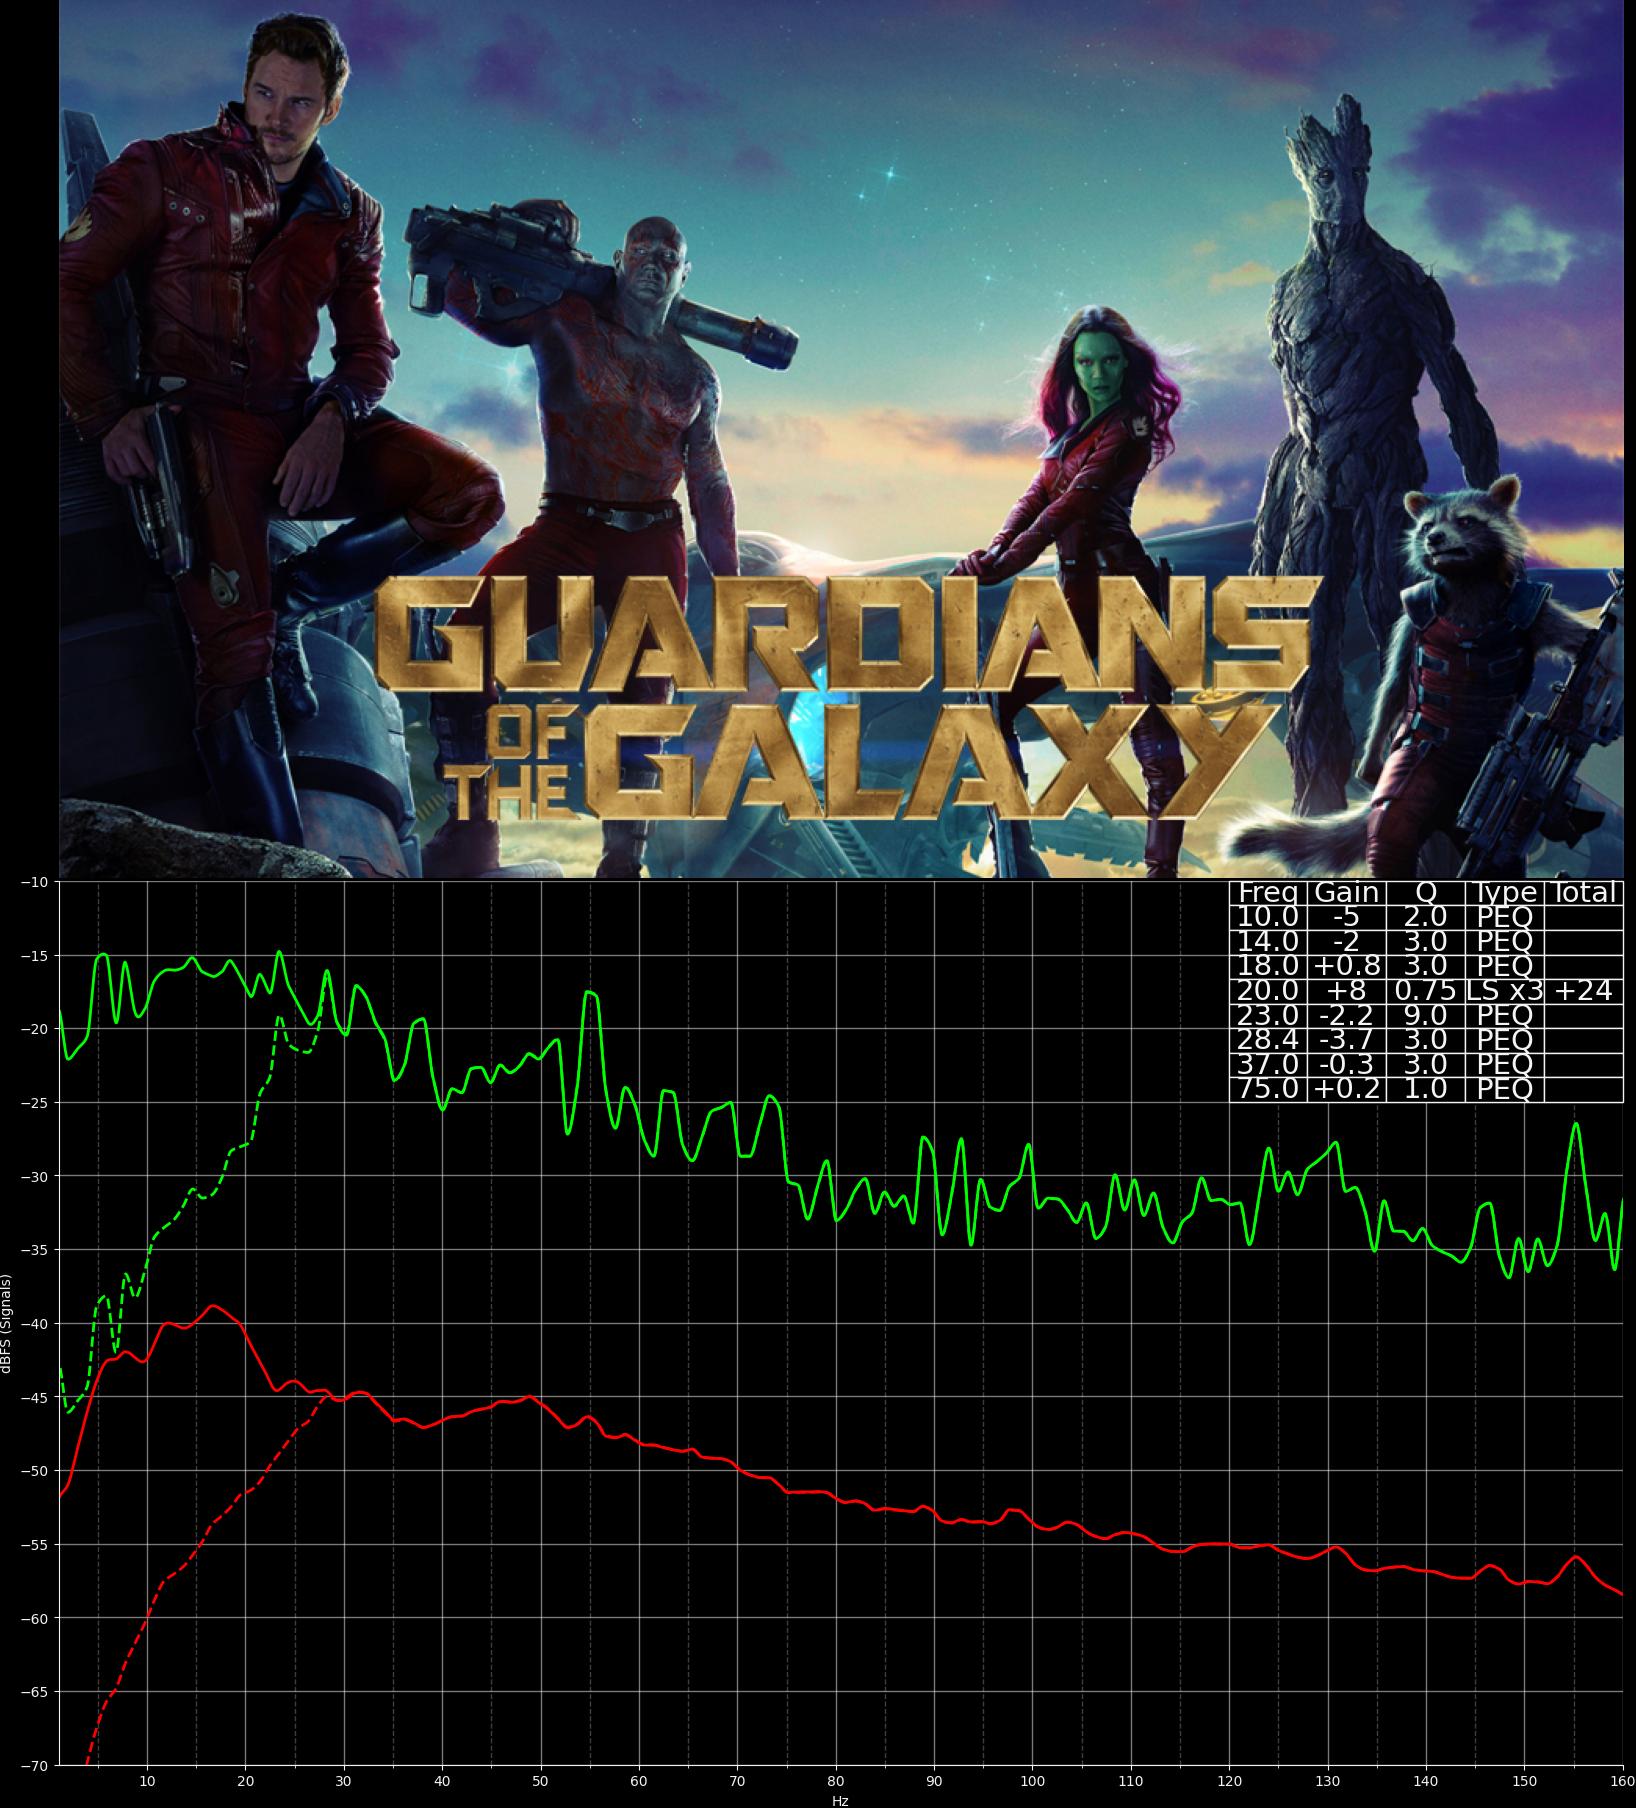 GUARDIANS
OF
THE GALAXY
Freq Gain Q Type Total
10.0 -5 2.0 PEQ
14.0 -2 3.0 PEQ
18.0 +0.8 3.0 PEQ
20.0 +8 0.75 LS x3 +24
23.0 -2.2 9.0 PEQ
28.4 -3.7 3.0 PEQ
37.0 -0.3 3.0 PEQ
75.0 +0.2 1.0 PEQ
dBFS (Signals)
−10
−15
−20
−25
−30
−35
−40
−45
−50
−55
−60
−65
−70
10 20 30 40 50 60 70 80 90 100 110 120 130 140 150 160
Hz